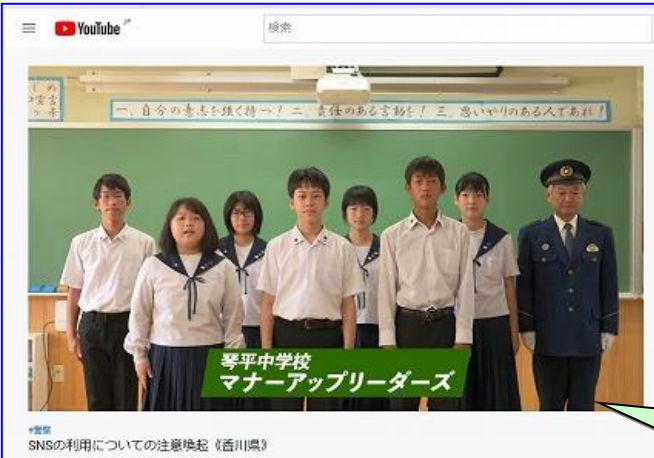 YouTube JP
検索
一、自分の意志を強く持つ! 二、責任のある言動を! 三、思いやりのある人であれ!
琴平中学校
マナーアップリーダーズ
#警察
SNSの利用についての注意喚起《香川県》